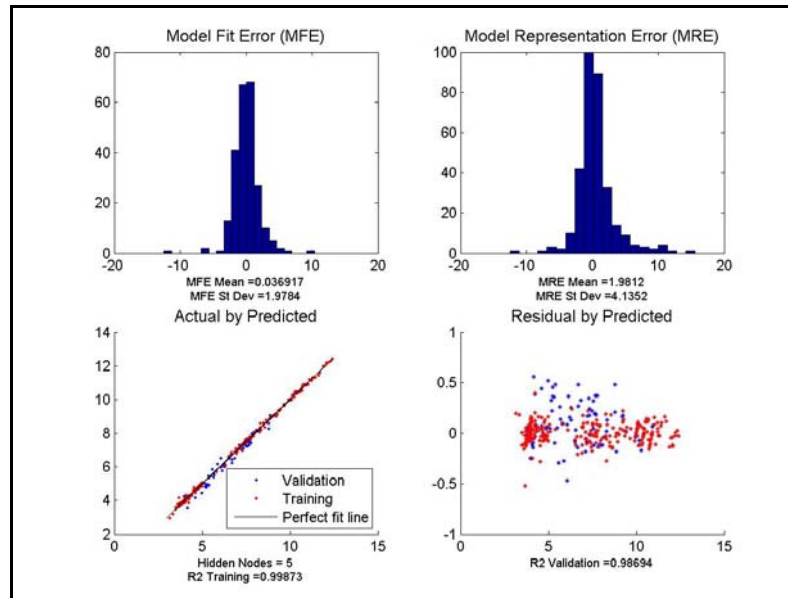 Model Fit Error (MFE)
80
60
40
20
0
-20
-10
0
10
20
MFE Mean =0.036917
MFE St Dev =1.9784
Model Representation Error (MRE)
100
80
60
40
20
0
-20
-10
0
10
20
MRE Mean =1.9812
MRE St Dev =4.1352
Actual by Predicted
14
12
10
8
6
4
2
0
5
10
15
Validation
Training
Perfect fit line
Hidden Nodes = 5
R2 Training =0.99873
Residual by Predicted
1
0.5
0
-0.5
-1
0
5
10
15
R2 Validation =0.98694